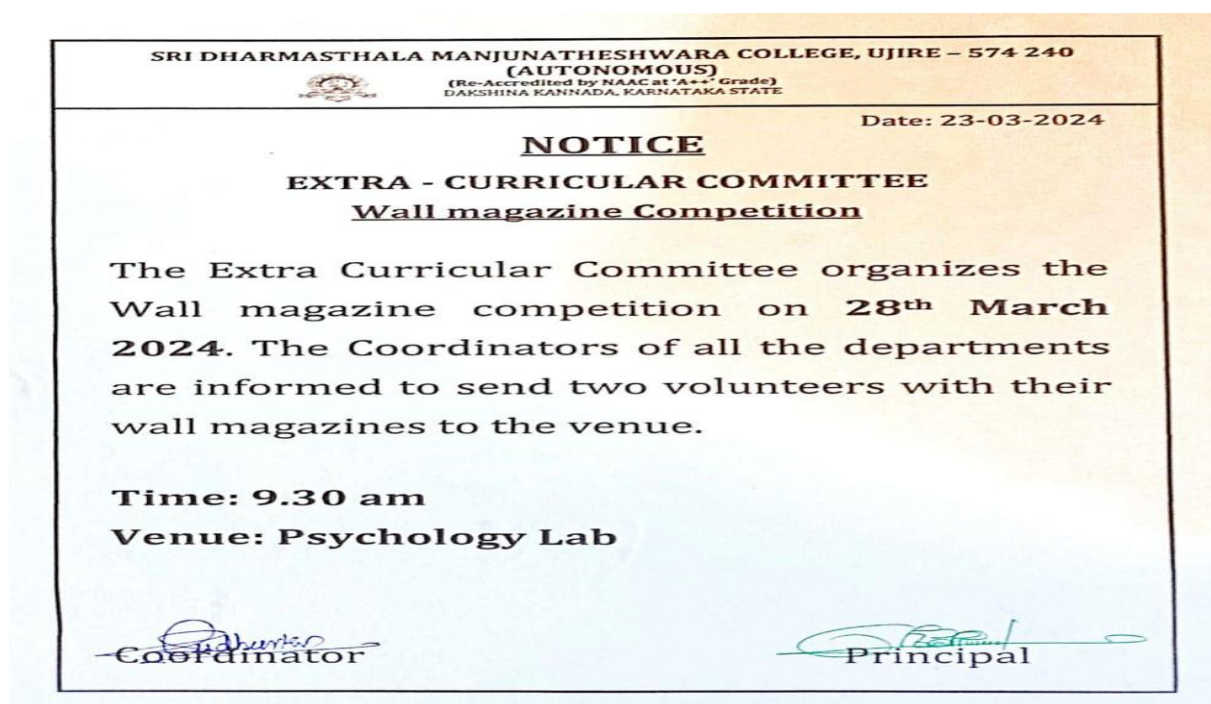 SRI DHARMASTHALA MANJUNATHESHWARA COLLEGE, UJIRE – 574 240
(AUTONOMOUS)
(Re-Accredited by NAAC at 'A++' Grade)
DAKSHINA KANNADA, KARNATAKA STATE
Date: 23-03-2024
NOTICE
EXTRA - CURRICULAR COMMITTEE
Wall magazine Competition
The Extra Curricular Committee organizes the
Wall magazine competition on 28th March
2024. The Coordinators of all the departments
are informed to send two volunteers with their
wall magazines to the venue.
Time: 9.30 am
Venue: Psychology Lab
Coordinator
Principal